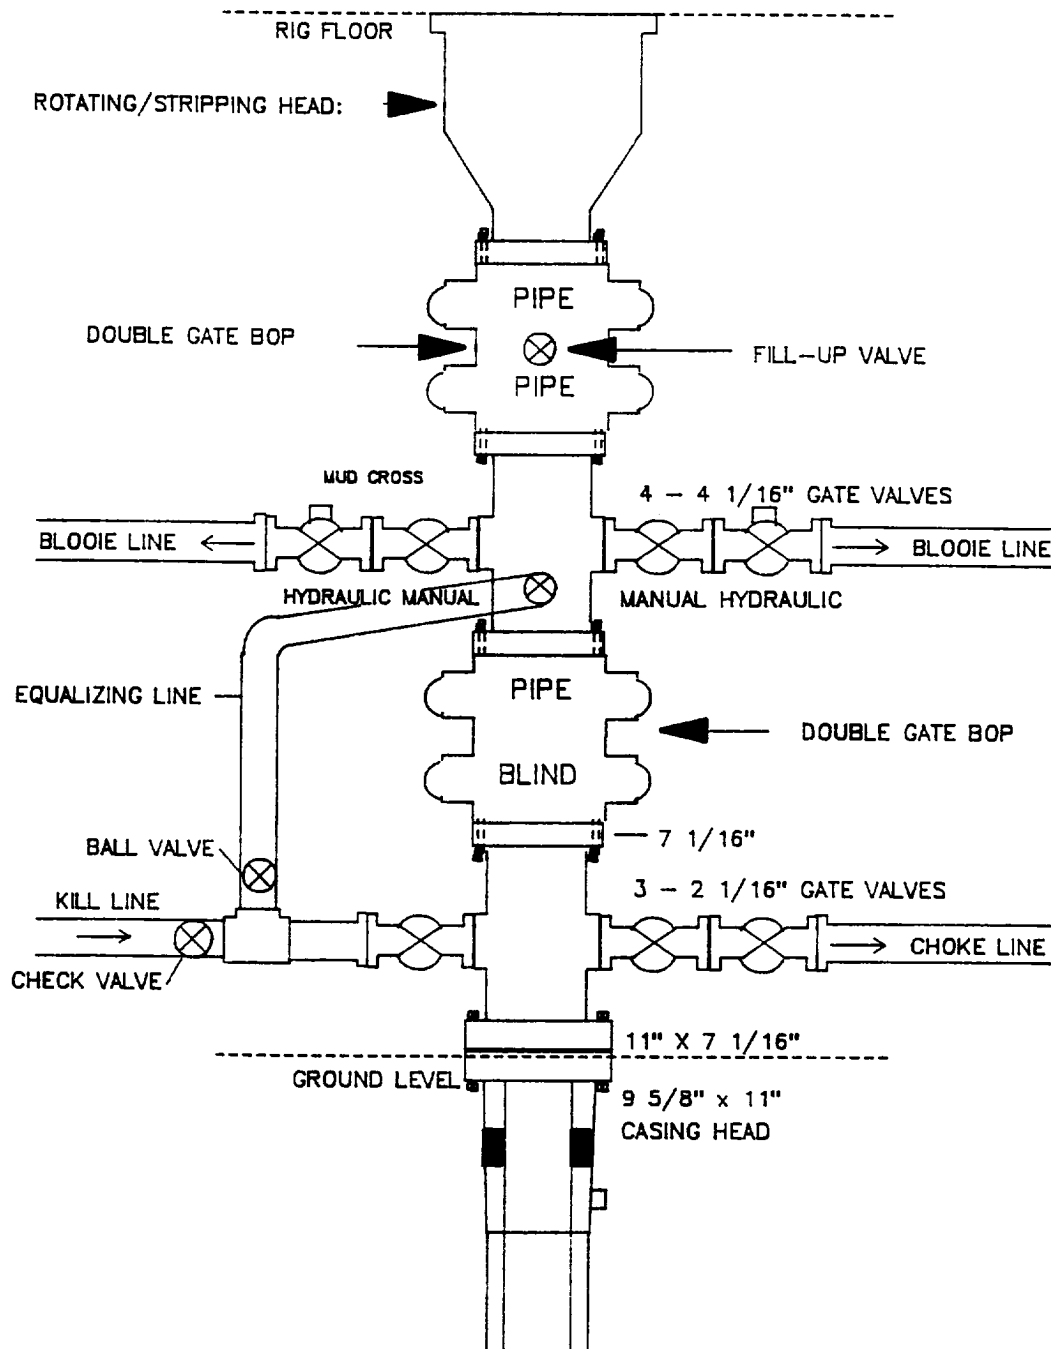 RIG FLOOR
ROTATING/STRIPPING HEAD:
PIPE
DOUBLE GATE BOP
FILL-UP VALVE
PIPE
MUD CROSS
4 - 4 1/16" GATE VALVES
BLOOIE LINE
BLOOIE LINE
HYDRAULIC MANUAL
MANUAL HYDRAULIC
EQUALIZING LINE
PIPE
DOUBLE GATE BOP
BLIND
7 1/16"
BALL VALVE
KILL LINE
3 - 2 1/16" GATE VALVES
CHOKE LINE
CHECK VALVE
11" X 7 1/16"
GROUND LEVEL
9 5/8" x 11"
CASING HEAD